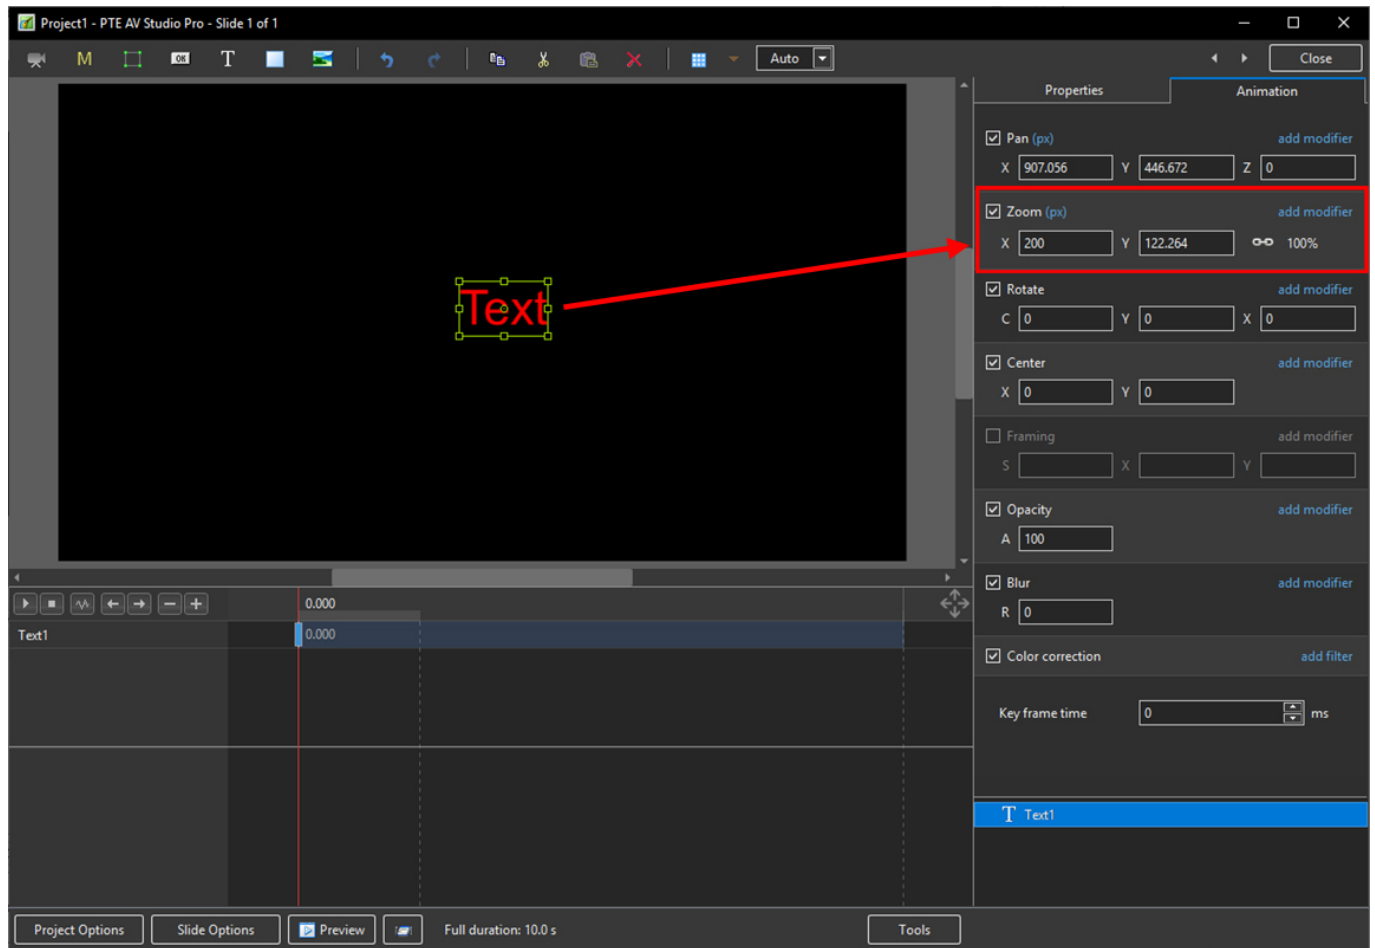 Project1 - PTE AV Studio Pro - Slide 1 of 1
M OK T Auto Close
Properties Animation
Pan (px) add modifier
X 907.056 Y 446.672 Z 0
Zoom (px) add modifier
X 200 Y 122.264 100%
Text
Rotate add modifier
C 0 Y 0 X 0
Center add modifier
X 0 Y 0
Framing add modifier
S X Y
Opacity add modifier
A 100
Blur add modifier
R 0
0.000
Text1 0.000
Color correction add filter
Key frame time 0 ms
T Text1
Project Options Slide Options Preview Full duration: 10.0 s Tools